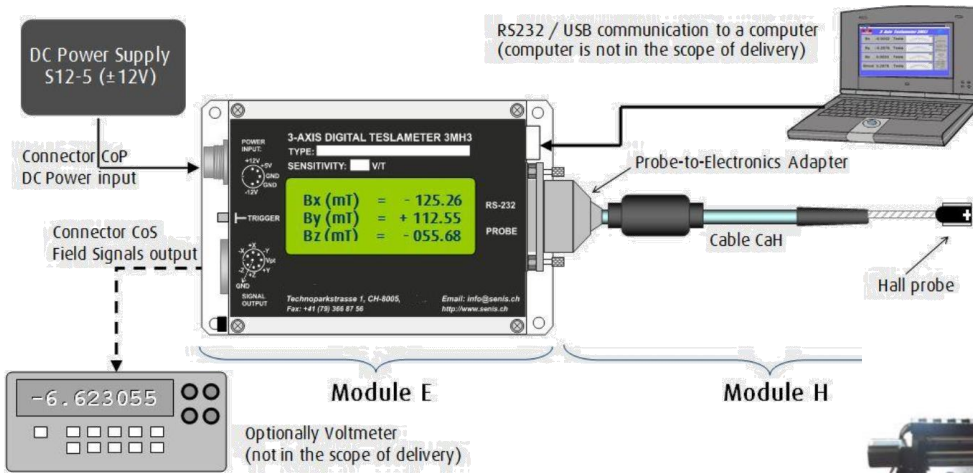 DC Power Supply
S12-5 (±12V)
RS232 / USB communication to a computer
(computer is not in the scope of delivery)
Connector CoP
DC Power input
POWER
INPUT.
+12V
+5V
GND
GND
-12V
3-AXIS DIGITAL TESLAMETER 3MH3
TYPE:
SENSITIVITY: V/T
Bx (mT) = - 125.26
By (mT) = + 112.55
Bz (mT) = - 055.68
RS-232
PROBE
TRIGGER
Probe-to-Electronics Adapter
Cable CaH
Hall probe
Connector CoS
Field Signals output
+X
-X
-Y
Vpt
+Y
+Z
GND
SIGNAL
OUTPUT
Technoparkstrasse 1, CH-8005,
Fax: +41 (79) 366 87 56
Email: info@senis.ch
http://www.senis.ch
Module E
Module H
-6.623055
Optionally Voltmeter
(not in the scope of delivery)